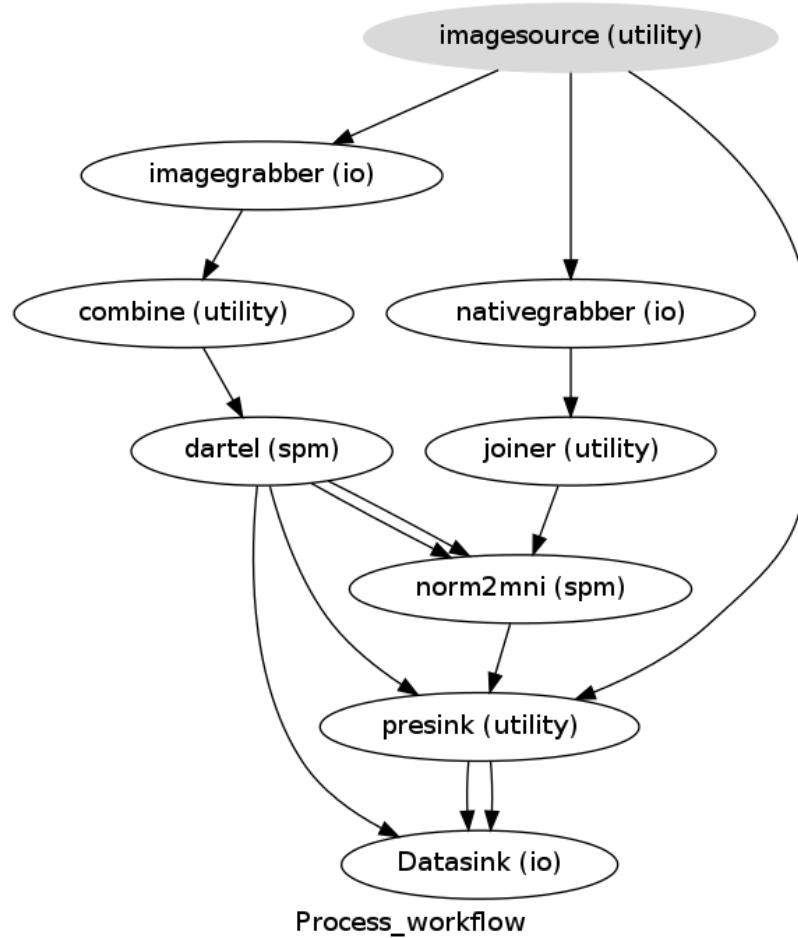 imagesource (utility)
imagegrabber (io)
combine (utility)
nativegrabber (io)
dartel (spm)
joiner (utility)
norm2mni (spm)
presink (utility)
Datasink (io)
Process_workflow